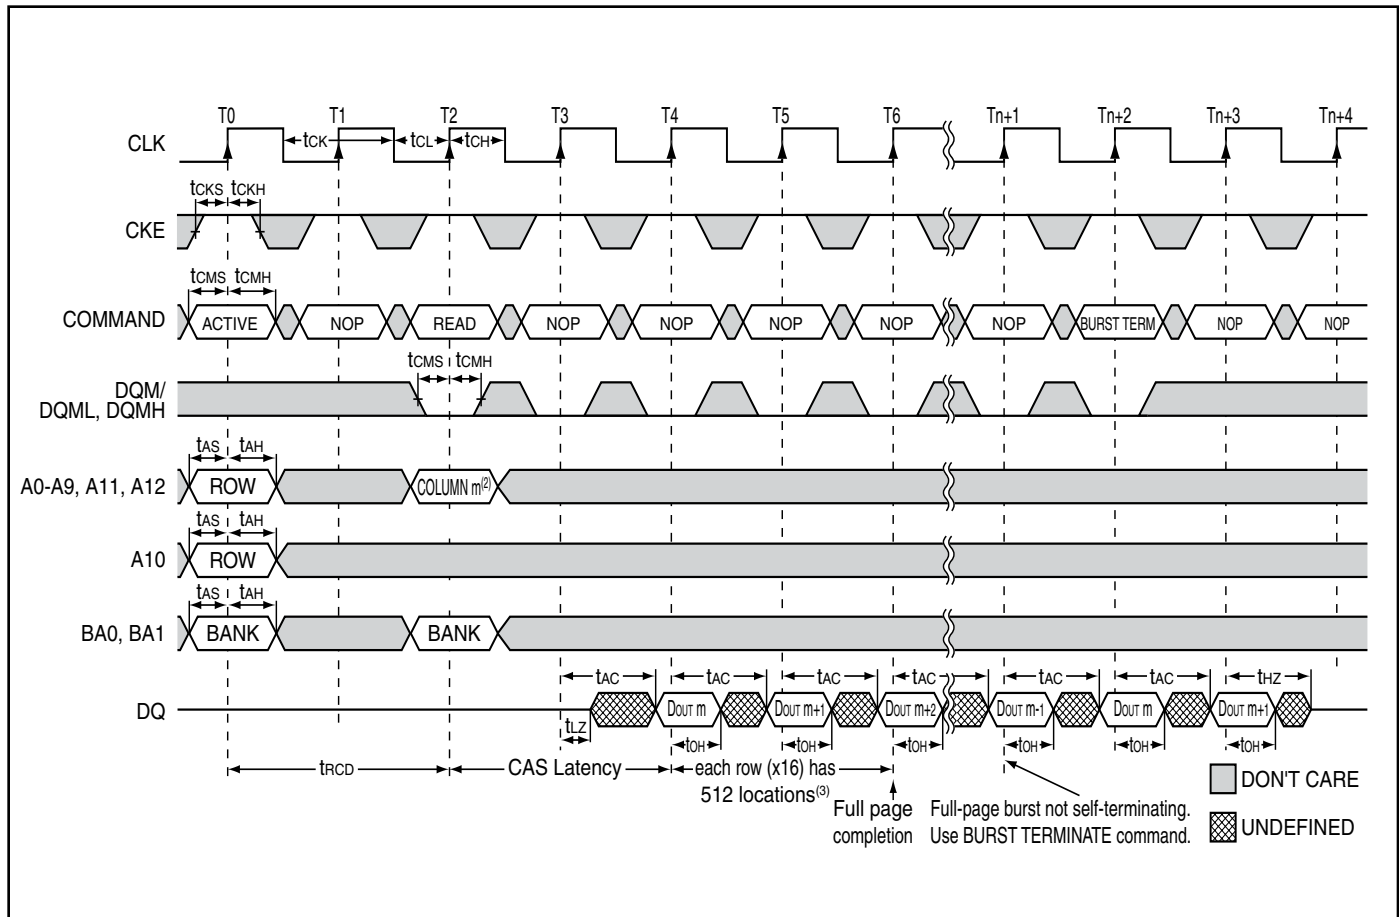 T0 T1 T2 T3 T4 T5 T6 Tn+1 Tn+2 Tn+3 Tn+4
CLK tCK tCL tCH
tCKS tCKH
CKE
tCMS tCMH
COMMAND ACTIVE NOP READ NOP NOP NOP NOP NOP BURST TERM NOP NOP
tCMS tCMH
DQM/
DQML, DQMH
tAS tAH
A0-A9, A11, A12 ROW COLUMN m(2)
tAS tAH
A10 ROW
tAS tAH
BA0, BA1 BANK BANK
tAC tAC tAC tAC tAC tAC tHZ
DQ DOUT m DOUT m+1 DOUT m+2 DOUT m-1 DOUT m DOUT m+1
tLZ tOH tOH tOH tOH tOH tOH
tRCD CAS Latency each row (x16) has
512 locations(3)
Full page
completion
Full-page burst not self-terminating.
Use BURST TERMINATE command.
DON'T CARE
UNDEFINED